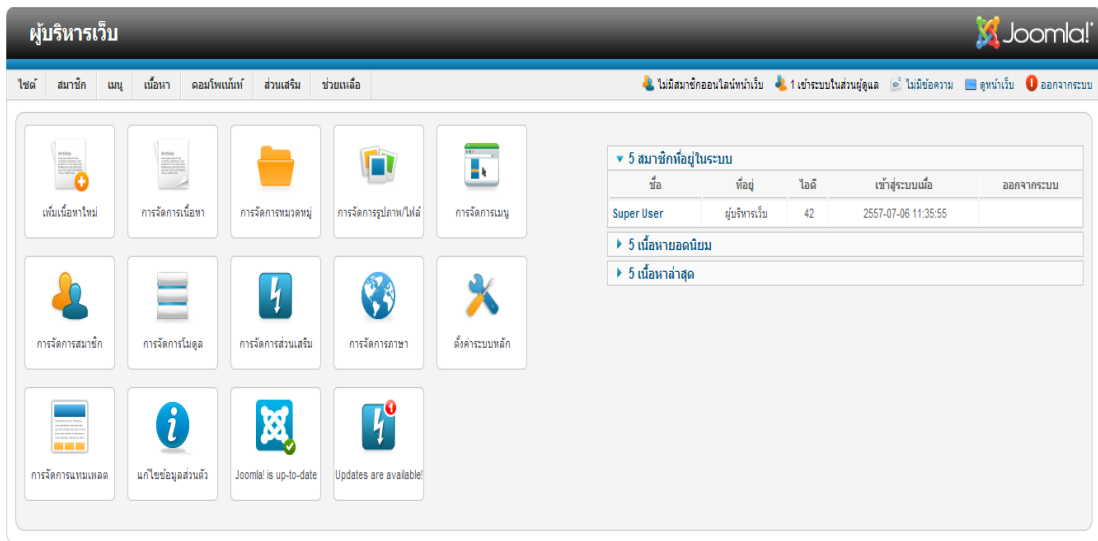 ผู้บริหารเว็บ
Joomla!
ไซต์ สมาชิก เมนู เนื้อหา คอมโพเน้นท์ ส่วนเสริม ช่วยเหลือ
ไม่มีสมาชิกออนไลน์หน้าเว็บ 1 เข้าระบบในส่วนผู้ดูแล ไม่มีข้อความ ดูหน้าเว็บ ออกจากระบบ
เพิ่มเนื้อหาใหม่ การจัดการเนื้อหา การจัดการหมวดหมู่ การจัดการรูปภาพ/ไฟล์ การจัดการเมนู
การจัดการสมาชิก การจัดการโมดูล การจัดการส่วนเสริม การจัดการภาษา ตั้งค่าระบบหลัก
การจัดการแทมเพลต แก้ไขข้อมูลส่วนตัว Joomla! is up-to-date Updates are available!
1
5 สมาชิกที่อยู่ในระบบ
ชื่อ ที่อยู่ ไอดี เข้าสู่ระบบเมื่อ ออกจากระบบ
Super User ผู้บริหารเว็บ 42 2557-07-06 11:35:55
5 เนื้อหายอดนิยม
5 เนื้อหาล่าสุด